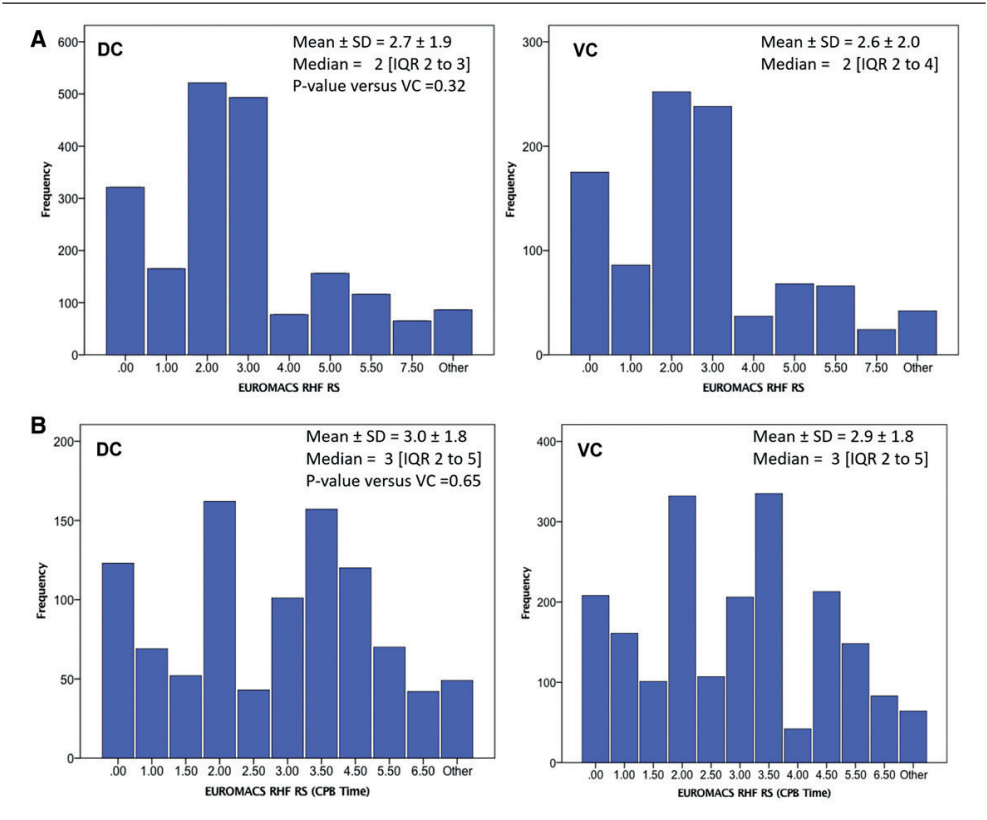 A
DC
Mean ± SD = 2.7 ± 1.9
Median = 2 [IQR 2 to 3]
P-value versus VC =0.32
600
500
400
300
200
100
0
Frequency
.00 1.00 2.00 3.00 4.00 5.00 5.50 7.50 Other
EUROMACS RHF RS
VC
Mean ± SD = 2.6 ± 2.0
Median = 2 [IQR 2 to 4]
300
200
100
0
Frequency
.00 1.00 2.00 3.00 4.00 5.00 5.50 7.50 Other
EUROMACS RHF RS
B
DC
Mean ± SD = 3.0 ± 1.8
Median = 3 [IQR 2 to 5]
P-value versus VC =0.65
200
150
100
50
0
Frequency
.00 1.00 1.50 2.00 2.50 3.00 3.50 4.50 5.50 6.50 Other
EUROMACS RHF RS (CPB Time)
VC
Mean ± SD = 2.9 ± 1.8
Median = 3 [IQR 2 to 5]
400
300
200
100
0
Frequency
.00 1.00 1.50 2.00 2.50 3.00 3.50 4.00 4.50 5.50 6.50 Other
EUROMACS RHF RS (CPB Time)